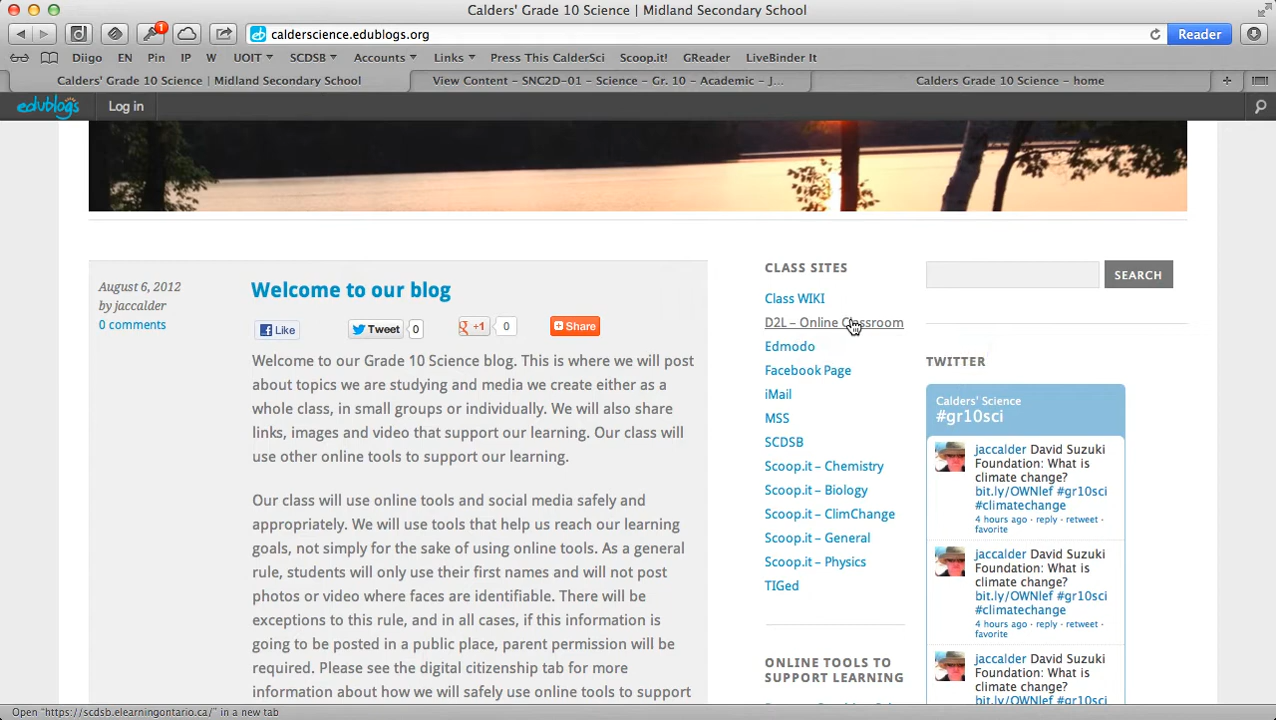 Calders' Grade 10 Science | Midland Secondary School
1
calderscience.edublogs.org
Reader
Diigo EN Pin IP W UOIT SCDSB Accounts Links Press This CalderSci Scoop.it! GReader LiveBinder It
Calders' Grade 10 Science | Midland Secondary School
View Content – SNC2D–01 – Science – Gr. 10 – Academic – J...
Calders Grade 10 Science – home
edublogs
Log in
August 6, 2012
by jaccalder
0 comments
Welcome to our blog
Like
Tweet 0
+1 0
Share
Welcome to our Grade 10 Science blog. This is where we will post
about topics we are studying and media we create either as a
whole class, in small groups or individually. We will also share
links, images and video that support our learning. Our class will
use other online tools to support our learning.
Our class will use online tools and social media safely and
appropriately. We will use tools that help us reach our learning
goals, not simply for the sake of using online tools. As a general
rule, students will only use their first names and will not post
photos or video where faces are identifiable. There will be
exceptions to this rule, and in all cases, if this information is
going to be posted in a public place, parent permission will be
required. Please see the digital citizenship tab for more
information about how we will safely use online tools to support
CLASS SITES
Class WIKI
D2L – Online Classroom
Edmodo
Facebook Page
iMail
MSS
SCDSB
Scoop.it – Chemistry
Scoop.it – Biology
Scoop.it – ClimChange
Scoop.it – General
Scoop.it – Physics
TIGed
ONLINE TOOLS TO
SUPPORT LEARNING
SEARCH
TWITTER
Calders' Science
#gr10sci
jaccalder David Suzuki
Foundation: What is
climate change?
bit.ly/OWNlef #gr10sci
#climatechange
4 hours ago · reply · retweet ·
favorite
jaccalder David Suzuki
Foundation: What is
climate change?
bit.ly/OWNlef #gr10sci
#climatechange
4 hours ago · reply · retweet ·
favorite
jaccalder David Suzuki
Foundation: What is
climate change?
bit.ly/OWNlef #gr10sci
Open "https://scdsb.elearningontario.ca/" in a new tab